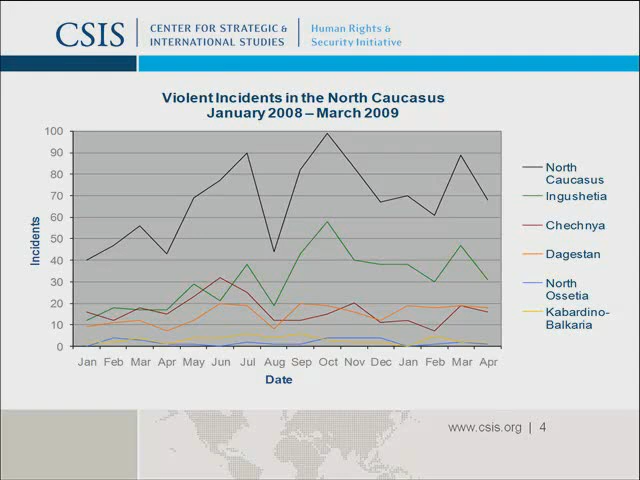 CSIS
CENTER FOR STRATEGIC &
INTERNATIONAL STUDIES
Human Rights &
Security Initiative
Violent Incidents in the North Caucasus
January 2008 – March 2009
Incidents
100
90
80
70
60
50
40
30
20
10
0
Jan Feb Mar Apr May Jun Jul Aug Sep Oct Nov Dec Jan Feb Mar Apr
Date
North
Caucasus
Ingushetia
Chechnya
Dagestan
North
Ossetia
Kabardino-
Balkaria
www.csis.org | 4